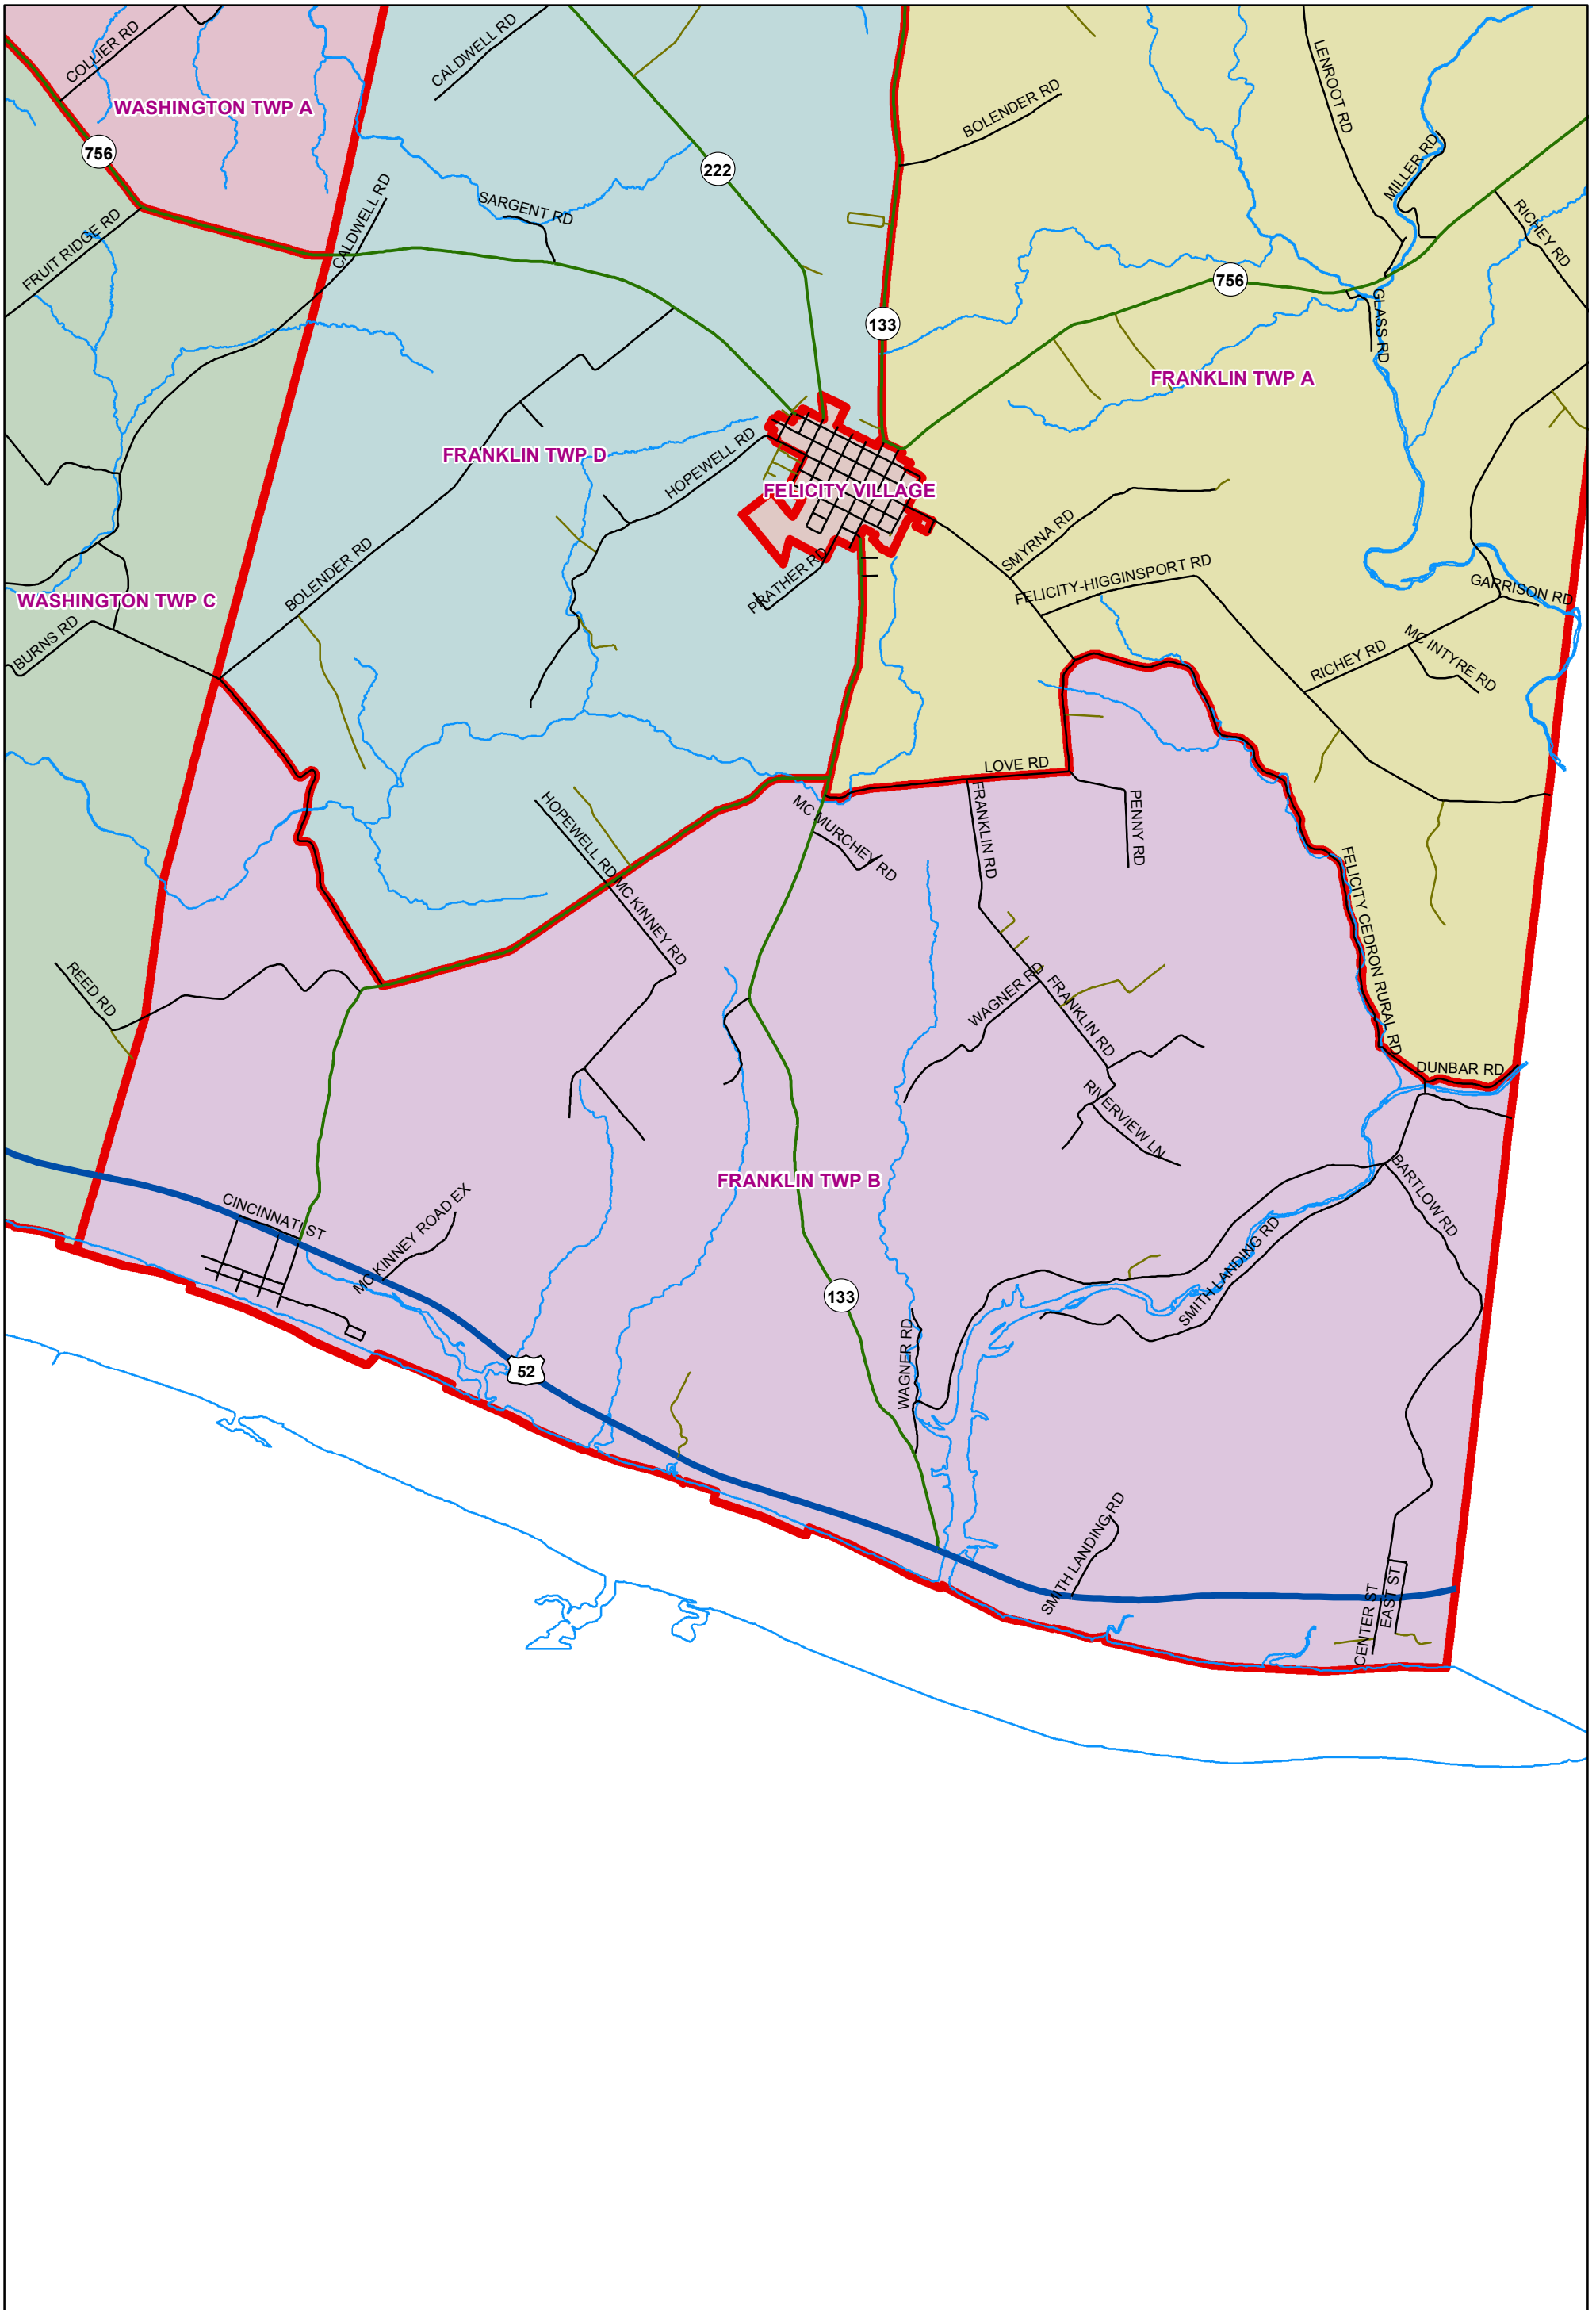 COLLIER RD
CALDWELL RD
LENROOT RD
WASHINGTON TWP A
BOLENDER RD
756
222
MILLER RD
SARGENT RD
CALDWELL RD
FRUIT RIDGE RD
RICHEY RD
756
133
GLASS RD
FRANKLIN TWP A
FRANKLIN TWP D
HOPEWELL RD
FELICITY VILLAGE
SMYRNA RD
BOLENDER RD
PRATHER RD
FELICITY-HIGGINSPORT RD
GARRISON RD
WASHINGTON TWP C
BURNS RD
RICHEY RD
MC INTYRE RD
LOVE RD
HOPEWELL RD
MC MURCHEY RD
FRANKLIN RD
PENNY RD
MC KINNEY RD
FELICITY CEDRON RURAL RD
REED RD
WAGNER RD
FRANKLIN RD
DUNBAR RD
RIVERVIEW LN
FRANKLIN TWP B
BARTLOW RD
CINCINNATI ST
MC KINNEY ROAD EX
SMITH LANDING RD
133
WAGNER RD
52
SMITH LANDING RD
CENTER ST
EAST ST